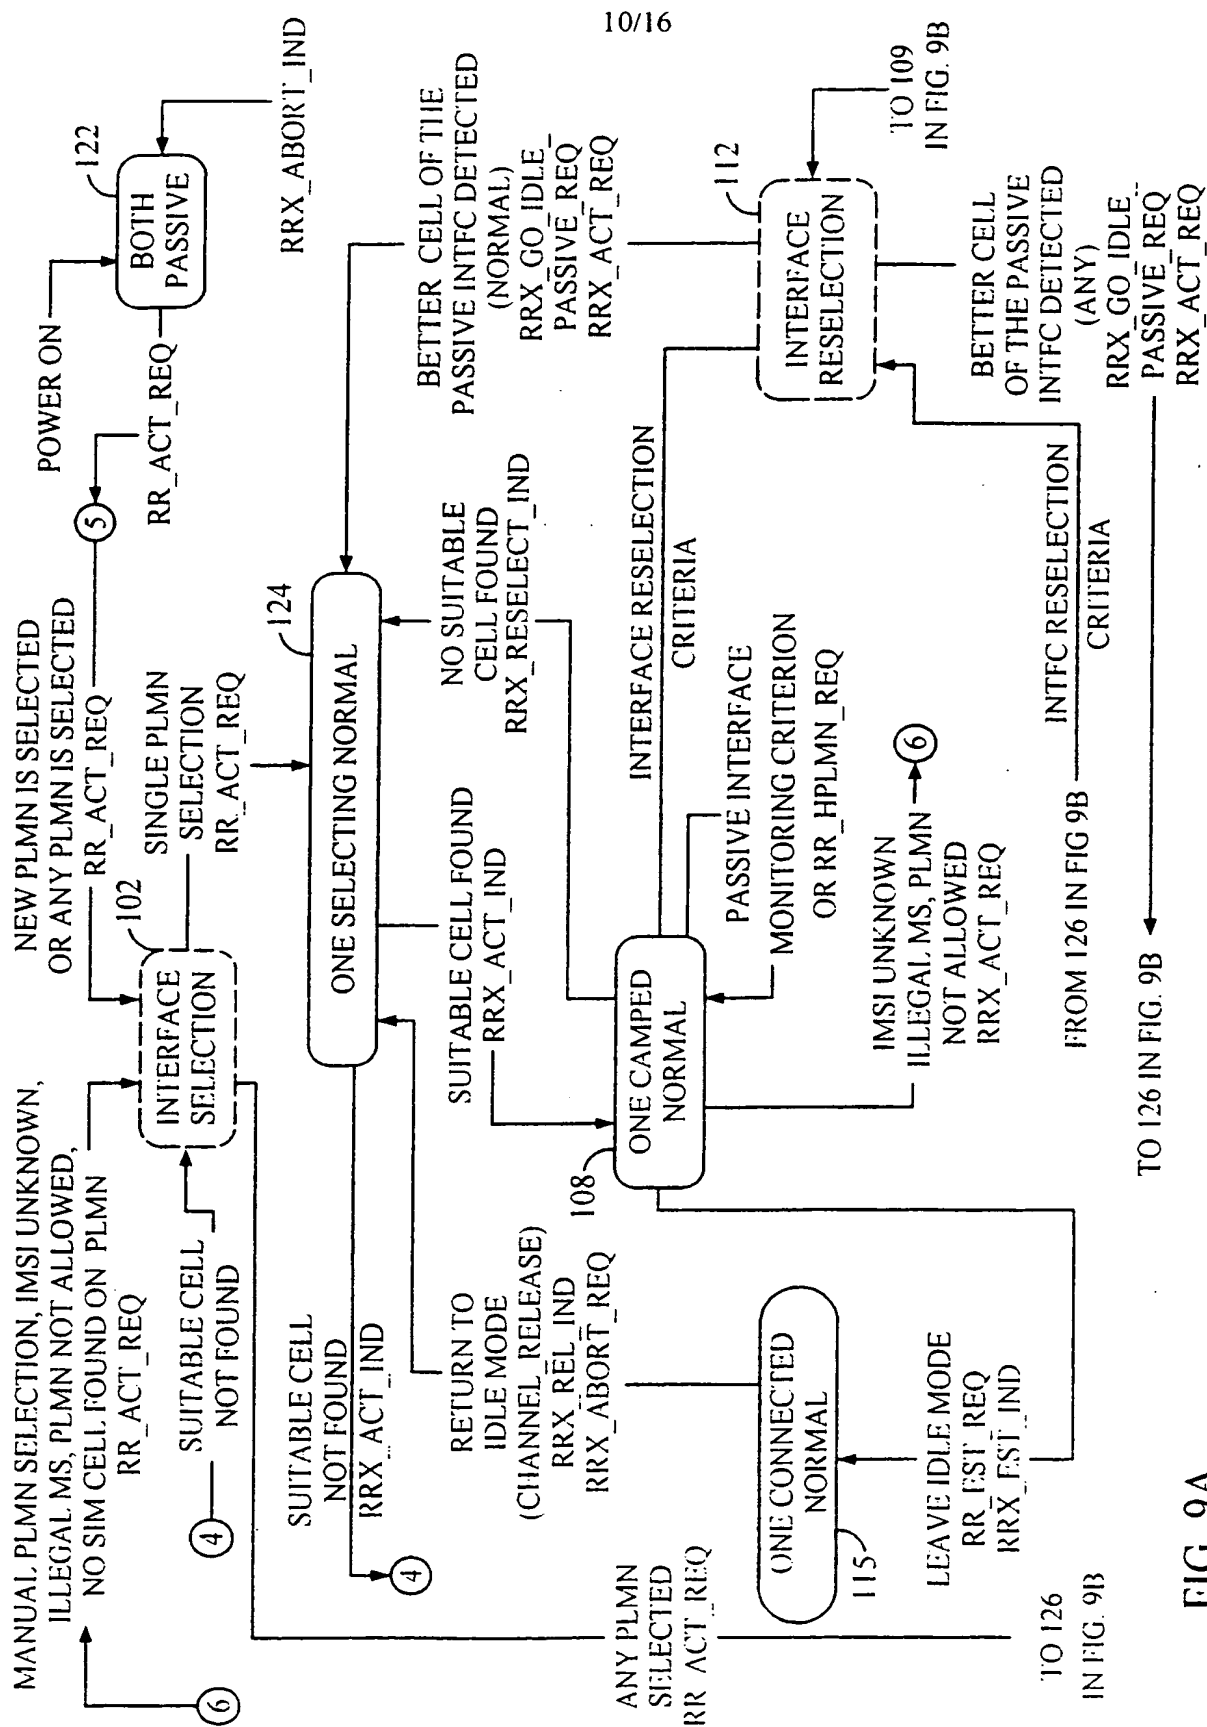 10/16
MANUAL PLMN SELECTION, IMSI UNKNOWN,
ILLEGAL MS, PLMN NOT ALLOWED,
NO SIM CELL FOUND ON PLMN
RR_ACT_REQ
6
NEW PLMN IS SELECTED
OR ANY PLMN IS SELECTED
RR_ACT_REQ
5
POWER ON
RR_ACT_REQ
122
BOTH
PASSIVE
RRX_ABORT_IND
102
INTERFACE
SELECTION
SINGLE PLMN
SELECTION
RR_ACT_REQ
SUITABLE CELL
NOT FOUND
4
124
ONE SELECTING NORMAL
SUITABLE CELL
NOT FOUND
RRX_ACT_IND
4
BETTER CELL OF THE
PASSIVE INTFC DETECTED
(NORMAL)
RRX_GO_IDLE_
PASSIVE_REQ
RRX_ACT_REQ
NO SUITABLE
CELL FOUND
RRX_RESELECT_IND
SUITABLE CELL FOUND
RRX_ACT_IND
RETURN TO
IDLE MODE
(CHANNEL RELEASE)
RRX_REL_IND
RRX_ABORT_REQ
ANY PLMN
SELECTED
RR_ACT_REQ
108
ONE CAMPED
NORMAL
INTERFACE RESELECTION
CRITERIA
PASSIVE INTERFACE
MONITORING CRITERION
OR RR_HPLMN_REQ
112
INTERFACE
RESELECTION
TO 109
IN FIG. 9B
115
ONE CONNECTED
NORMAL
IMSI UNKNOWN
ILLEGAL MS, PLMN
NOT ALLOWED
RRX_ACT_REQ
6
LEAVE IDLE MODE
RR_EST_REQ
RRX_EST_IND
BETTER CELL
OF THE PASSIVE
INTFC DETECTED
(ANY)
RRX_GO_IDLE_
PASSIVE_REQ
RRX_ACT_REQ
FROM 126 IN FIG 9B
INTFC RESELECTION
CRITERIA
TO 126
IN FIG. 9B
TO 126 IN FIG. 9B
FIG. 9A